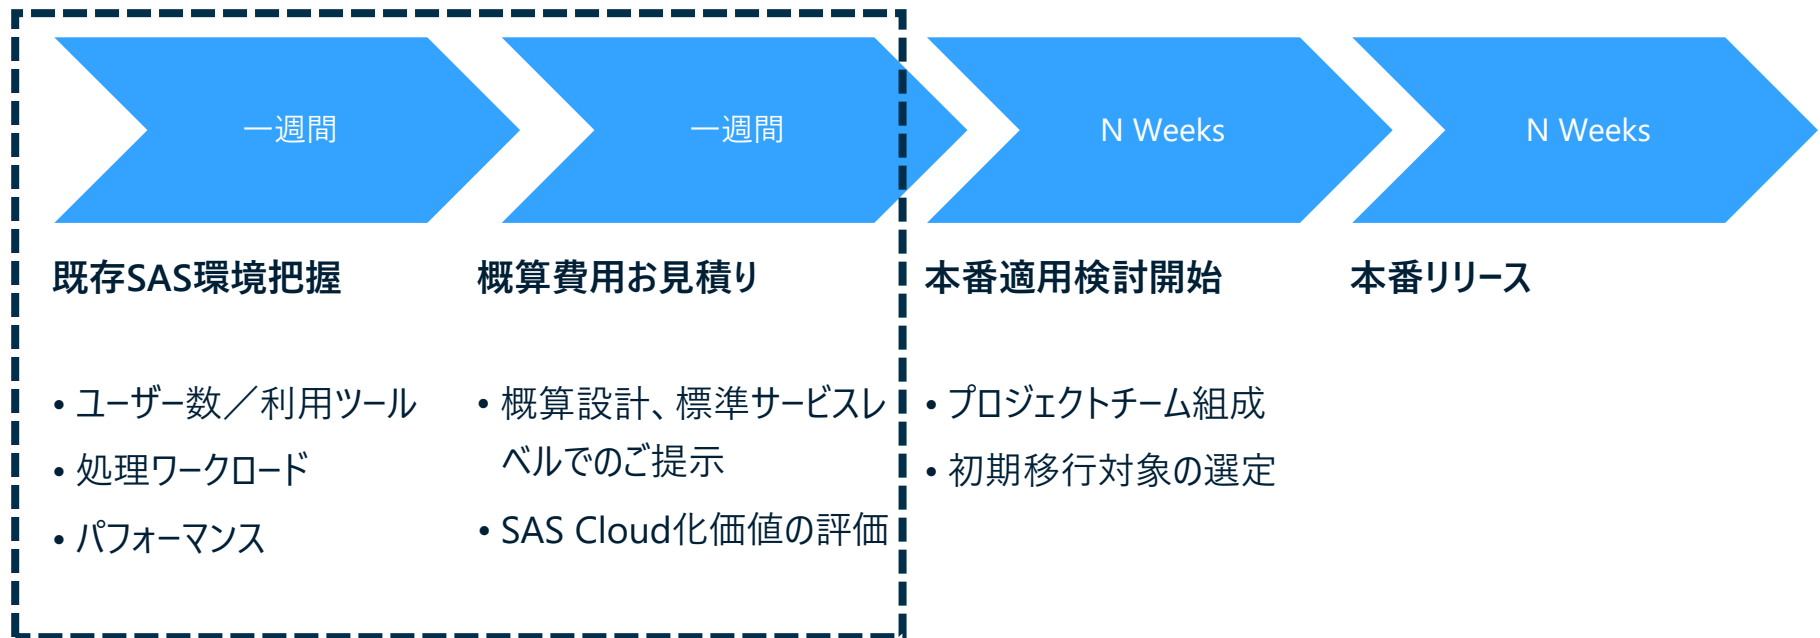 一週間
一週間
N Weeks
N Weeks
既存SAS環境把握
概算費用お見積り
本番適用検討開始
本番リリース
• ユーザー数／利用ツール
• 処理ワークロード
• パフォーマンス
• 概算設計、標準サービスレ
ベルでのご提示
• SAS Cloud化価値の評価
• プロジェクトチーム組成
• 初期移行対象の選定